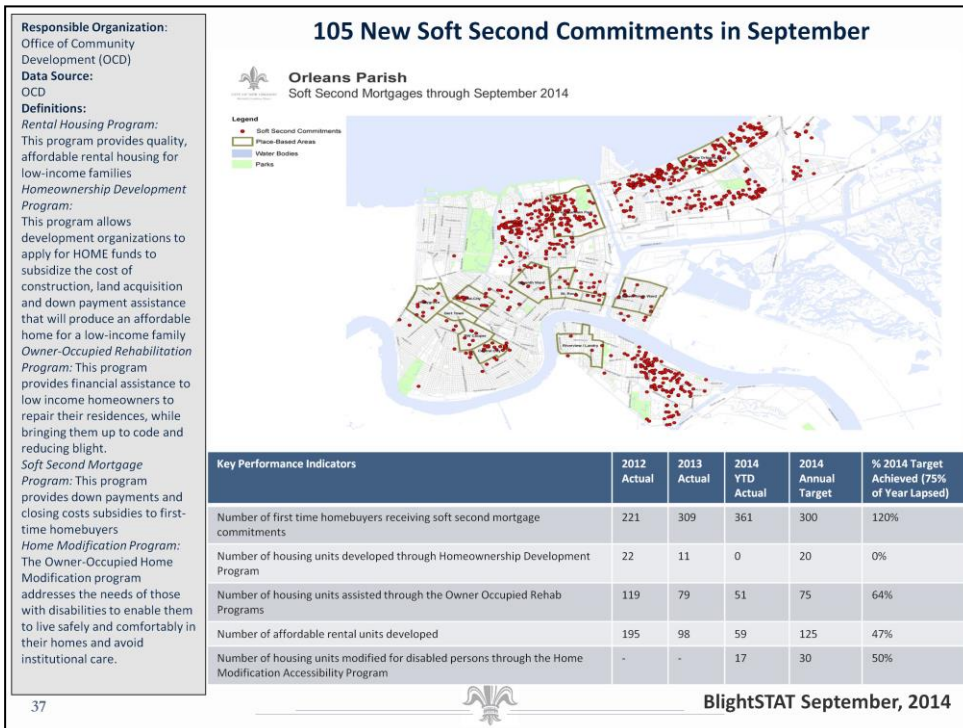 Responsible Organization:
Office of Community
Development (OCD)
Data Source:
OCD
Definitions:
Rental Housing Program:
This program provides quality,
affordable rental housing for
low-income families
Homeownership Development
Program:
This program allows
development organizations to
apply for HOME funds to
subsidize the cost of
construction, land acquisition
and down payment assistance
that will produce an affordable
home for a low-income family
Owner-Occupied Rehabilitation
Program: This program
provides financial assistance to
low income homeowners to
repair their residences, while
bringing them up to code and
reducing blight.
Soft Second Mortgage
Program: This program
provides down payments and
closing costs subsidies to first-
time homebuyers
Home Modification Program:
The Owner-Occupied Home
Modification program
addresses the needs of those
with disabilities to enable them
to live safely and comfortably in
their homes and avoid
institutional care.
105 New Soft Second Commitments in September
Orleans Parish
Soft Second Mortgages through September 2014
Legend
Soft Second Commitments
Place-Based Areas
Water Bodies
Parks
Key Performance Indicators 2012 Actual 2013 Actual 2014 YTD Actual 2014 Annual Target % 2014 Target Achieved (75% of Year Lapsed)
Number of first time homebuyers receiving soft second mortgage commitments 221 309 361 300 120%
Number of housing units developed through Homeownership Development Program 22 11 0 20 0%
Number of housing units assisted through the Owner Occupied Rehab Programs 119 79 51 75 64%
Number of affordable rental units developed 195 98 59 125 47%
Number of housing units modified for disabled persons through the Home Modification Accessibility Program - - 17 30 50%
37
BlightSTAT September, 2014